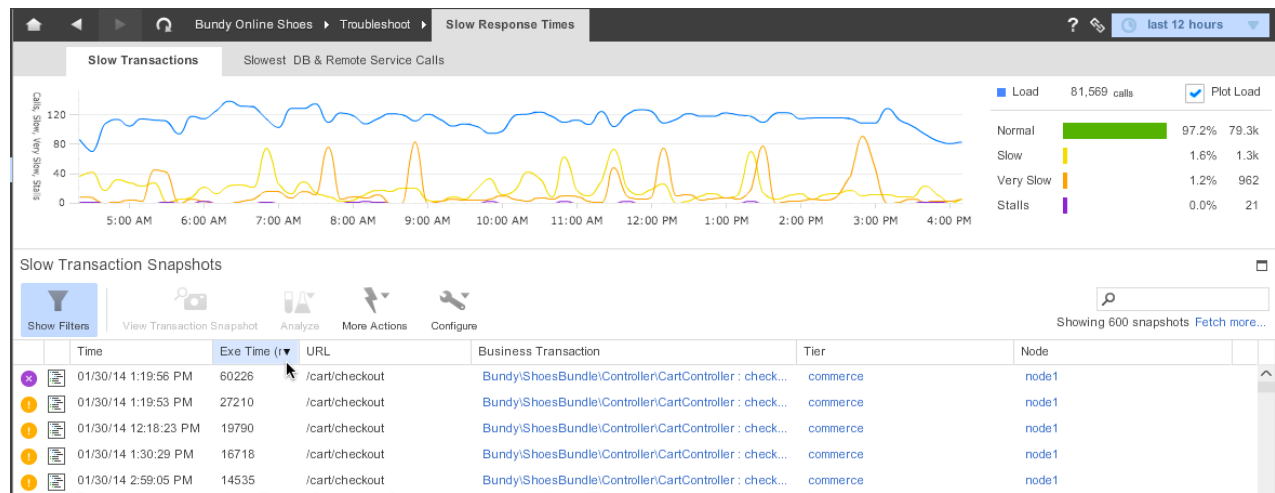 Bundy Online Shoes Troubleshoot Slow Response Times ? last 12 hours
Slow Transactions Slowest DB & Remote Service Calls
Calls, Slow, Very Slow, Stals
120
80
40
0
5:00 AM 6:00 AM 7:00 AM 8:00 AM 9:00 AM 10:00 AM 11:00 AM 12:00 PM 1:00 PM 2:00 PM 3:00 PM 4:00 PM
Load 81,569 calls Plot Load
Normal 97.2% 79.3k
Slow 1.6% 1.3k
Very Slow 1.2% 962
Stalls 0.0% 21
Slow Transaction Snapshots
Show Filters View Transaction Snapshot Analyze More Actions Configure
Showing 600 snapshots Fetch more...
Time Exe Time (r URL Business Transaction Tier Node
01/30/14 1:19:56 PM 60226 /cart/checkout Bundy\ShoesBundle\Controller\CartController : check... commerce node1
01/30/14 1:19:53 PM 27210 /cart/checkout Bundy\ShoesBundle\Controller\CartController : check... commerce node1
01/30/14 12:18:23 PM 19790 /cart/checkout Bundy\ShoesBundle\Controller\CartController : check... commerce node1
01/30/14 1:30:29 PM 16718 /cart/checkout Bundy\ShoesBundle\Controller\CartController : check... commerce node1
01/30/14 2:59:05 PM 14535 /cart/checkout Bundy\ShoesBundle\Controller\CartController : check... commerce node1